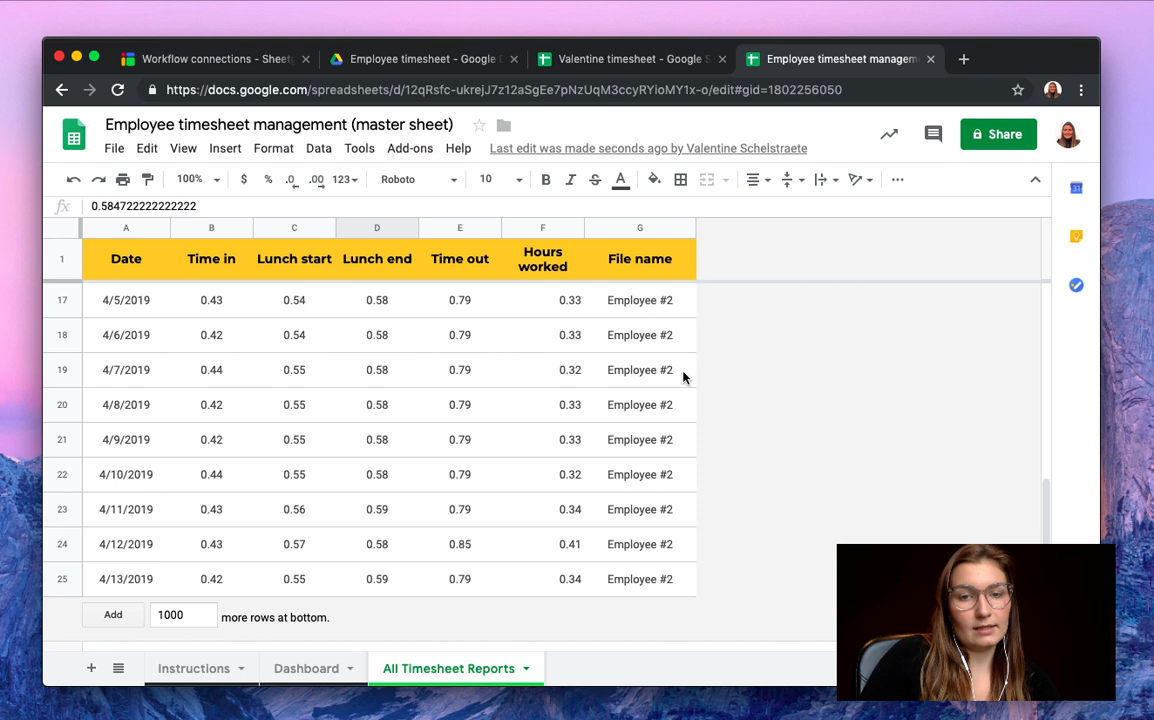 Workflow connections - Sheetg
Employee timesheet - Google D
Valentine timesheet - Google S
Employee timesheet managem
https://docs.google.com/spreadsheets/d/12qRsfc-ukrejJ7z12aSgEe7pNzUqM3ccyRYioMY1x-o/edit#gid=1802256050
Employee timesheet management (master sheet)
File Edit View Insert Format Data Tools Add-ons Help Last edit was made seconds ago by Valentine Schelstraete
Share
100% $ % .0 .00 123 Roboto 10 B I S A
fx 0.584722222222222
A B C D E F G
1 Date Time in Lunch start Lunch end Time out Hours worked File name
17 4/5/2019 0.43 0.54 0.58 0.79 0.33 Employee #2
18 4/6/2019 0.42 0.54 0.58 0.79 0.33 Employee #2
19 4/7/2019 0.44 0.55 0.58 0.79 0.32 Employee #2
20 4/8/2019 0.42 0.55 0.58 0.79 0.33 Employee #2
21 4/9/2019 0.42 0.55 0.58 0.79 0.33 Employee #2
22 4/10/2019 0.44 0.55 0.58 0.79 0.32 Employee #2
23 4/11/2019 0.43 0.56 0.59 0.79 0.34 Employee #2
24 4/12/2019 0.43 0.57 0.58 0.85 0.41 Employee #2
25 4/13/2019 0.42 0.55 0.59 0.79 0.34 Employee #2
Add 1000 more rows at bottom.
Instructions Dashboard All Timesheet Reports
31